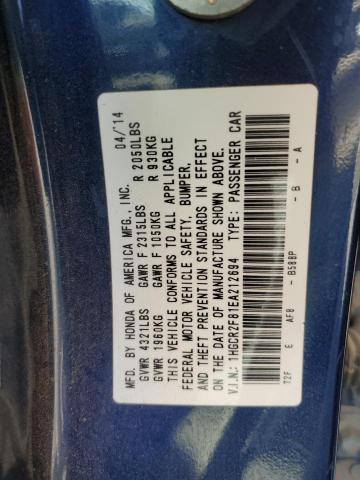 MFD. BY HONDA OF AMERICA MFG., INC. 04/'14
GVWR 4321LBS GAWR F 2315LBS R 2050LBS
GVWR 1960KG GAWR F 1050KG R 930KG
THIS VEHICLE CONFORMS TO ALL APPLICABLE
FEDERAL MOTOR VEHICLE SAFETY, BUMPER,
AND THEFT PREVENTION STANDARDS IN EFFECT
ON THE DATE OF MANUFACTURE SHOWN ABOVE.
V.I.N.: 1HGCR2F81EA212694 TYPE: PASSENGER CAR
T2F E AF8 - B588P - B - A